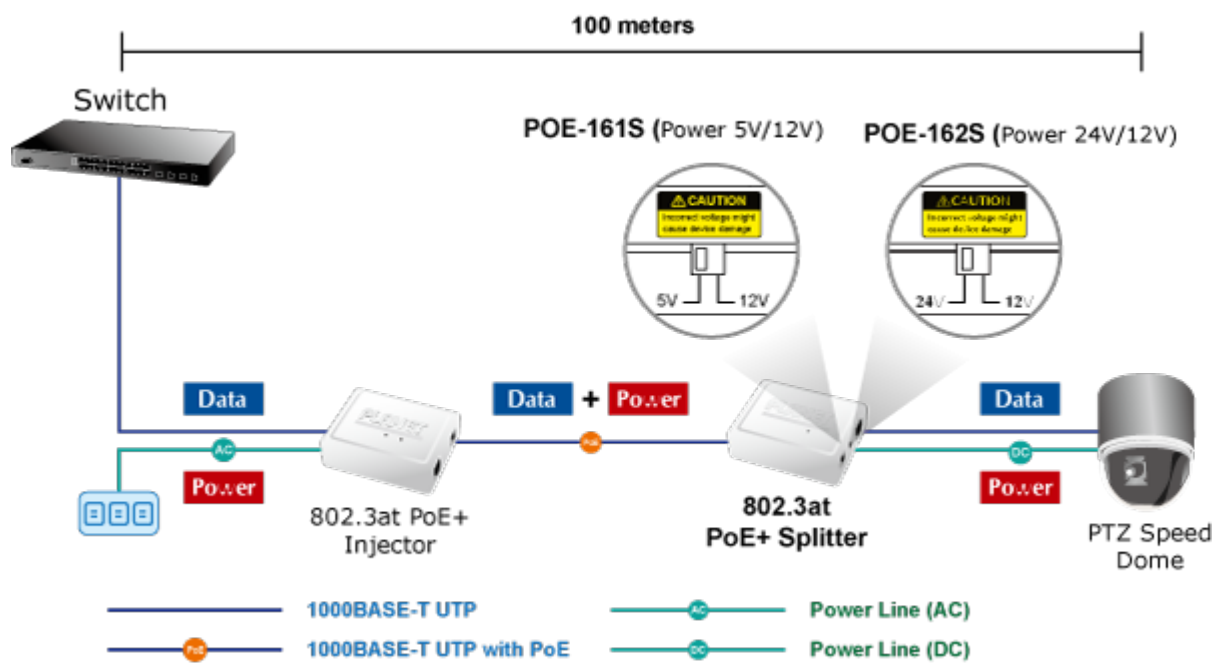 100 meters
Switch
POE-161S (Power 5V/12V)
POE-162S (Power 24V/12V)
CAUTION
Incorrect voltage might
cause device damage
CAUTION
Incorrect voltage might
cause device damage
5V
12V
24V
12V
Data
Data + Power
Data
AC
PoE
DC
Power
Power
802.3at PoE+
Injector
802.3at
PoE+ Splitter
PTZ Speed
Dome
1000BASE-T UTP
AC
Power Line (AC)
PoE
1000BASE-T UTP with PoE
DC
Power Line (DC)